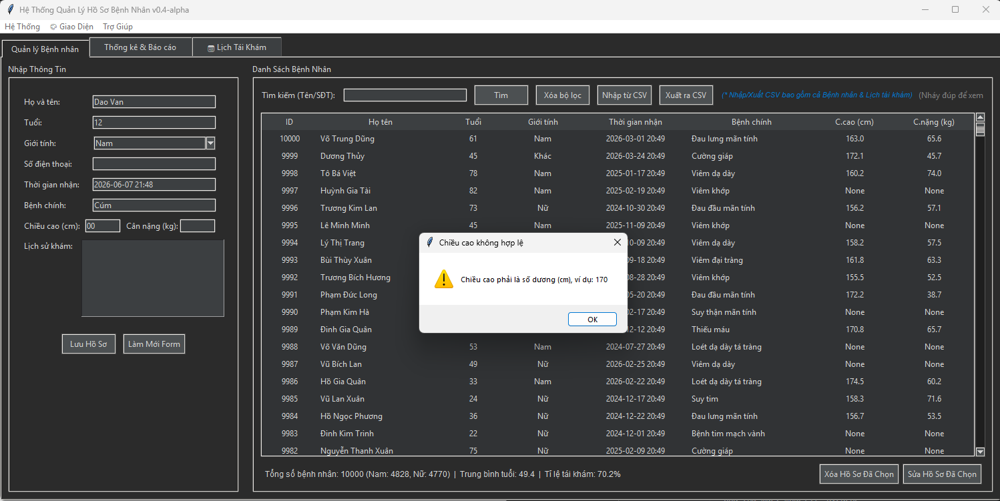 Hệ Thống Quản Lý Hồ Sơ Bệnh Nhân v0.4-alpha
Hệ Thống Giao Diện Trợ Giúp
Quản lý Bệnh nhân Thống kê & Báo cáo Lịch Tái Khám
Nhập Thông Tin
Họ và tên: Dao Van
Tuổi: 12
Giới tính: Nam
Số điện thoại:
Thời gian nhận: 2026-06-07 21:48
Bệnh chính: Cúm
Chiều cao (cm): 00 Cân nặng (kg):
Lịch sử khám:
Lưu Hồ Sơ Làm Mới Form
Danh Sách Bệnh Nhân
Tìm kiếm (Tên/SĐT): Tìm Xóa bộ lọc Nhập từ CSV Xuất ra CSV (* Nhập/Xuất CSV bao gồm cả Bệnh nhân & Lịch tái khám) (Nháy đúp để xem
ID Họ tên Tuổi Giới tính Thời gian nhận Bệnh chính C.cao (cm) C.nặng (kg)
10000 Võ Trung Dũng 61 Nam 2026-03-01 20:49 Đau lưng mãn tính 163.0 65.6
9999 Dương Thủy 45 Khác 2026-03-24 20:49 Cường giáp 172.1 45.7
9998 Tô Bá Việt 78 Nam 2025-01-17 20:49 Viêm dạ dày 160.2 74.0
9997 Huỳnh Gia Tài 82 Nam 2025-02-19 20:49 Viêm khớp None None
9996 Trương Kim Lan 73 Nữ 2024-10-30 20:49 Đau đầu mãn tính 156.2 57.1
9995 Lê Minh Minh 45 Nam 2025-11-09 20:49 Viêm khớp None None
9994 Lý Thị Trang 10-09 20:49 Viêm dạ dày 158.2 57.5
9993 Bùi Thùy Xuân 09-18 20:49 Viêm đại tràng 161.8 63.3
9992 Trương Bích Hương 08-28 20:49 Viêm khớp 155.5 52.5
9991 Phạm Đức Long 05-20 20:49 Đau đầu mãn tính 172.2 38.7
9990 Phạm Kim Hà 02-17 20:49 Suy thận mãn tính None None
9989 Đinh Gia Quân 12-12 20:49 Thiếu máu 170.8 65.7
9988 Võ Văn Dũng 53 Nam 2024-07-27 20:49 Loét dạ dày tá tràng None None
9987 Vũ Bích Lan 49 Nữ 2026-02-25 20:49 Viêm dạ dày None None
9986 Hồ Gia Quân 33 Nam 2026-02-22 20:49 Loét dạ dày tá tràng 174.5 60.2
9985 Vũ Lan Xuân 24 Nữ 2024-12-17 20:49 Suy tim 158.3 71.6
9984 Hồ Ngọc Phương 36 Nữ 2024-12-22 20:49 Đau lưng mãn tính 156.7 53.5
9983 Đinh Kim Trinh 22 Nữ 2024-12-01 20:49 Bệnh tim mạch vành None None
9982 Nguyễn Thanh Xuân 75 Nữ 2025-02-09 20:49 Cường giáp None None
Tổng số bệnh nhân: 10000 (Nam: 4828, Nữ: 4770) | Trung bình tuổi: 49.4 | Tỉ lệ tái khám: 70.2%
Xóa Hồ Sơ Đã Chọn Sửa Hồ Sơ Đã Chọn
Chiều cao không hợp lệ
Chiều cao phải là số dương (cm), ví dụ: 170
OK